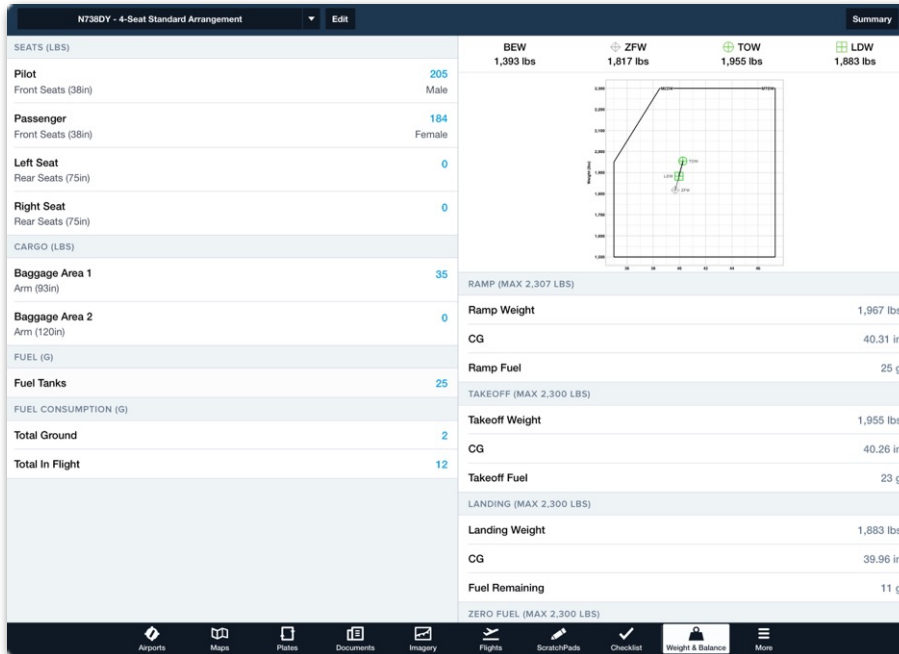 N738DY - 4-Seat Standard Arrangement
Edit
Summary
SEATS (LBS)
Pilot
205
Front Seats (38in)
Male
Passenger
184
Front Seats (38in)
Female
Left Seat
0
Rear Seats (75in)
Right Seat
0
Rear Seats (75in)
CARGO (LBS)
Baggage Area 1
35
Arm (93in)
Baggage Area 2
0
Arm (120in)
FUEL (G)
Fuel Tanks
25
FUEL CONSUMPTION (G)
Total Ground
2
Total In Flight
12
BEW
ZFW
TOW
LDW
1,393 lbs
1,817 lbs
1,955 lbs
1,883 lbs
Weight (lbs)
TOW
LDW
ZFW
RAMP (MAX 2,307 LBS)
Ramp Weight
1,967 lbs
CG
40.31 in
Ramp Fuel
25 g
TAKEOFF (MAX 2,300 LBS)
Takeoff Weight
1,955 lbs
CG
40.26 in
Takeoff Fuel
23 g
LANDING (MAX 2,300 LBS)
Landing Weight
1,883 lbs
CG
39.96 in
Fuel Remaining
11 g
ZERO FUEL (MAX 2,300 LBS)
Airports
Maps
Plates
Documents
Imagery
Flights
ScratchPads
Checklist
Weight & Balance
More